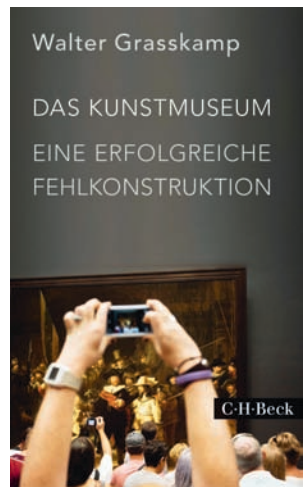 Walter Grasskamp
DAS KUNSTMUSEUM
EINE ERFOLGREICHE
FEHLKONSTRUKTION
C·H·Beck